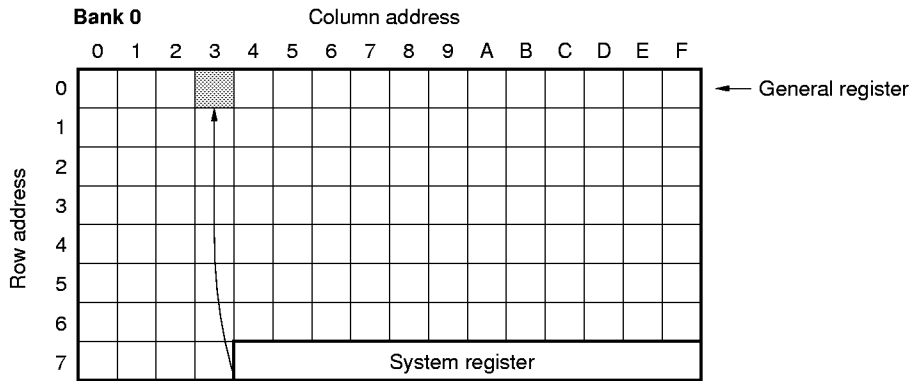 Bank 0 Column address
0 1 2 3 4 5 6 7 8 9 A B C D E F
0 General register
1
2
3
4
5
6
7 System register
Row address